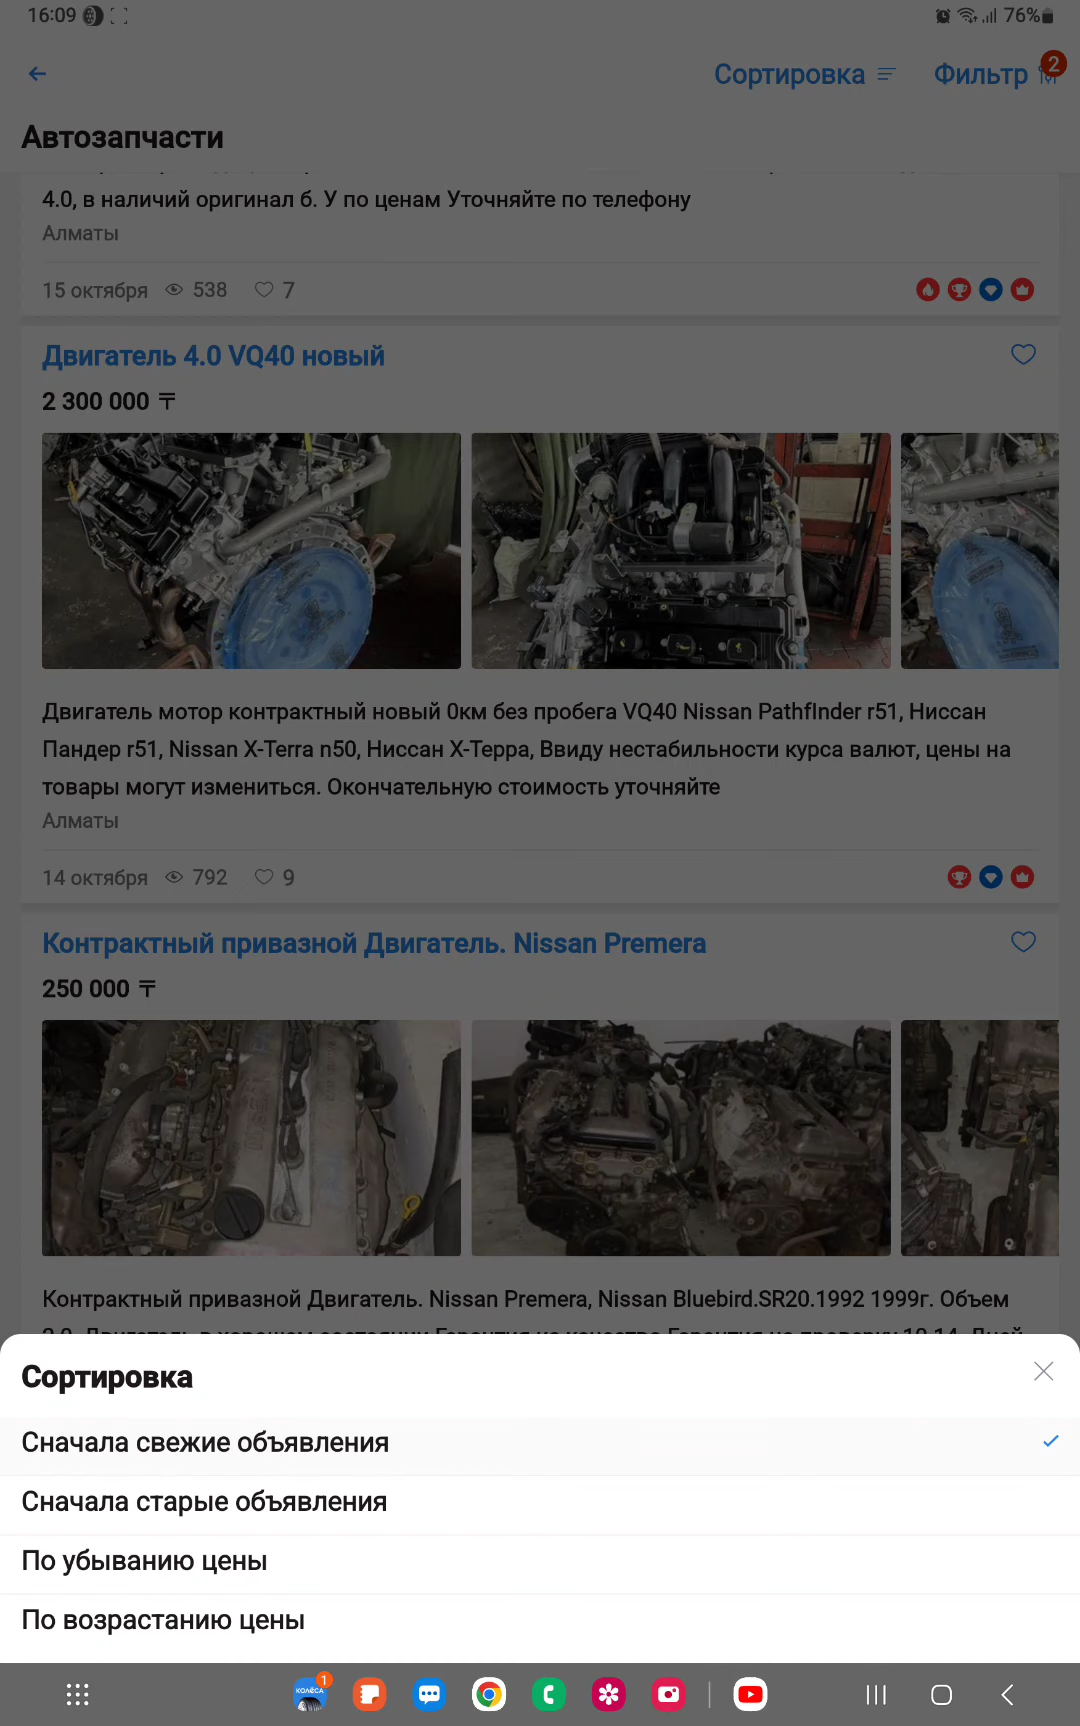 16:09
76%
Сортировка
Фильтр
2
Автозапчасти
4.0, в наличий оригинал б. У по ценам Уточняйте по телефону
Алматы
15 октября 538 7
Двигатель 4.0 VQ40 новый
2 300 000 ₸
Двигатель мотор контрактный новый 0км без пробега VQ40 Nissan PathfInder r51, Ниссан
Пандер r51, Nissan X-Terra n50, Ниссан Х-Терра, Ввиду нестабильности курса валют, цены на
товары могут измениться. Окончательную стоимость уточняйте
Алматы
14 октября 792 9
Контрактный привазной Двигатель. Nissan Premera
250 000 ₸
Контрактный привазной Двигатель. Nissan Premera, Nissan Bluebird.SR20.1992 1999г. Объем
Сортировка
Сначала свежие объявления
Сначала старые объявления
По убыванию цены
По возрастанию цены
КОЛЁСА
1